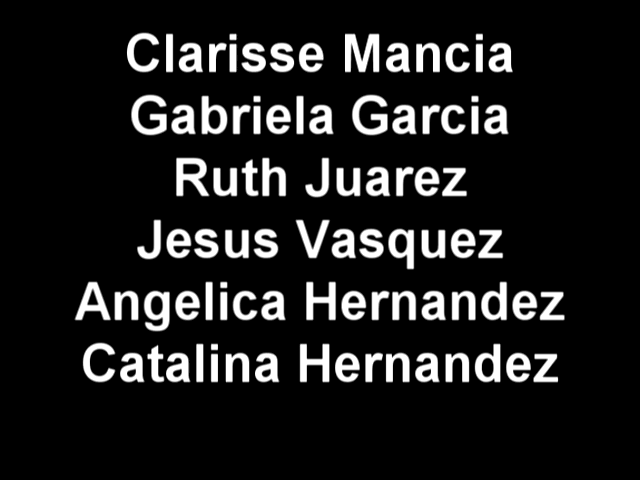 Clarisse Mancia
Gabriela Garcia
Ruth Juarez
Jesus Vasquez
Angelica Hernandez
Catalina Hernandez